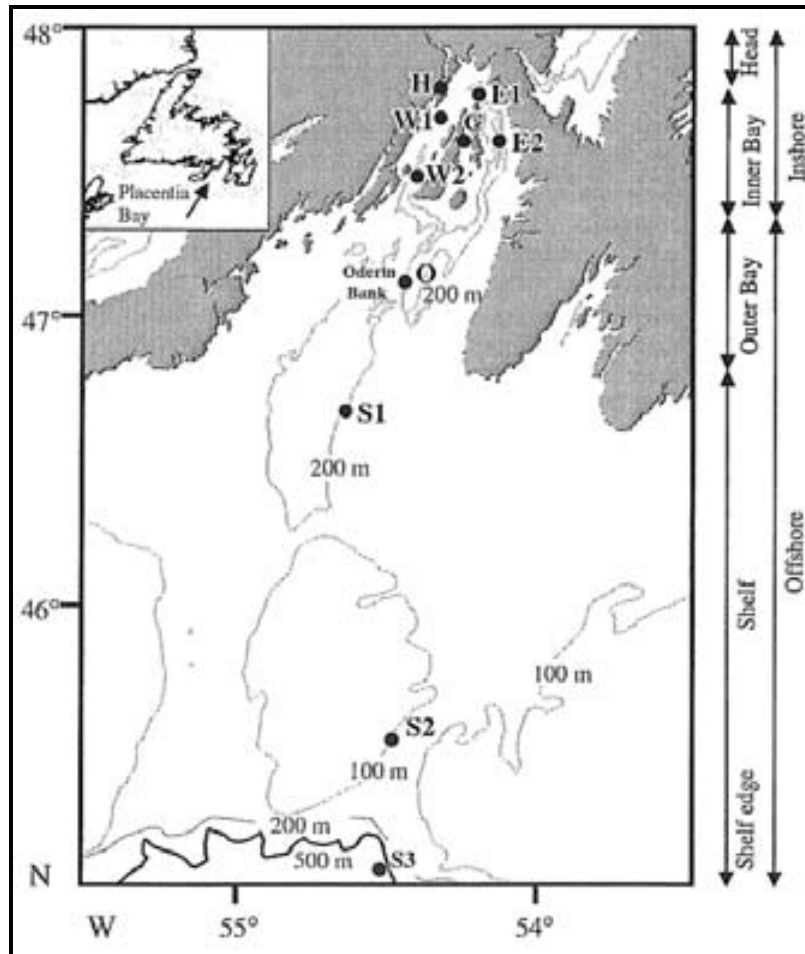 48°
Head
H
E1
W1
C
E2
Inner Bay
Inshore
W2
Placentia
Bay
Oderin
Bank
O
200 m
Outer Bay
47°
S1
200 m
Shelf
Offshore
46°
100 m
S2
100 m
Shelf edge
200 m
500 m
S3
N
W
55°
54°